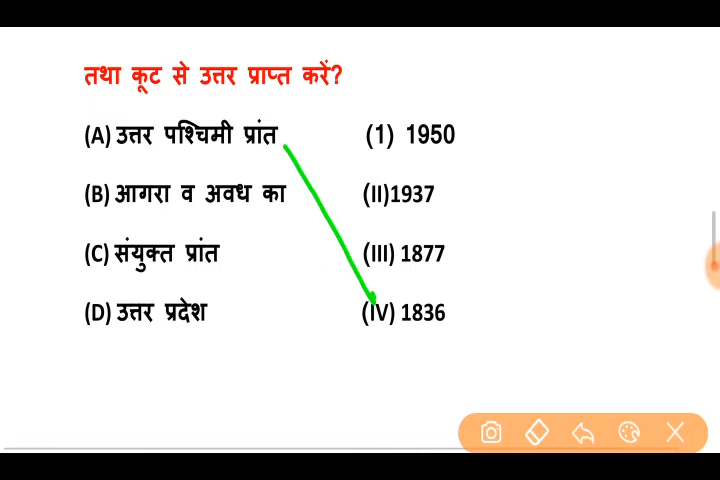 तथा कूट से उत्तर प्राप्त करें?
(A) उत्तर पश्चिमी प्रांत (1) 1950
(B) आगरा व अवध का (II)1937
(C) संयुक्त प्रांत (III) 1877
(D) उत्तर प्रदेश (IV) 1836